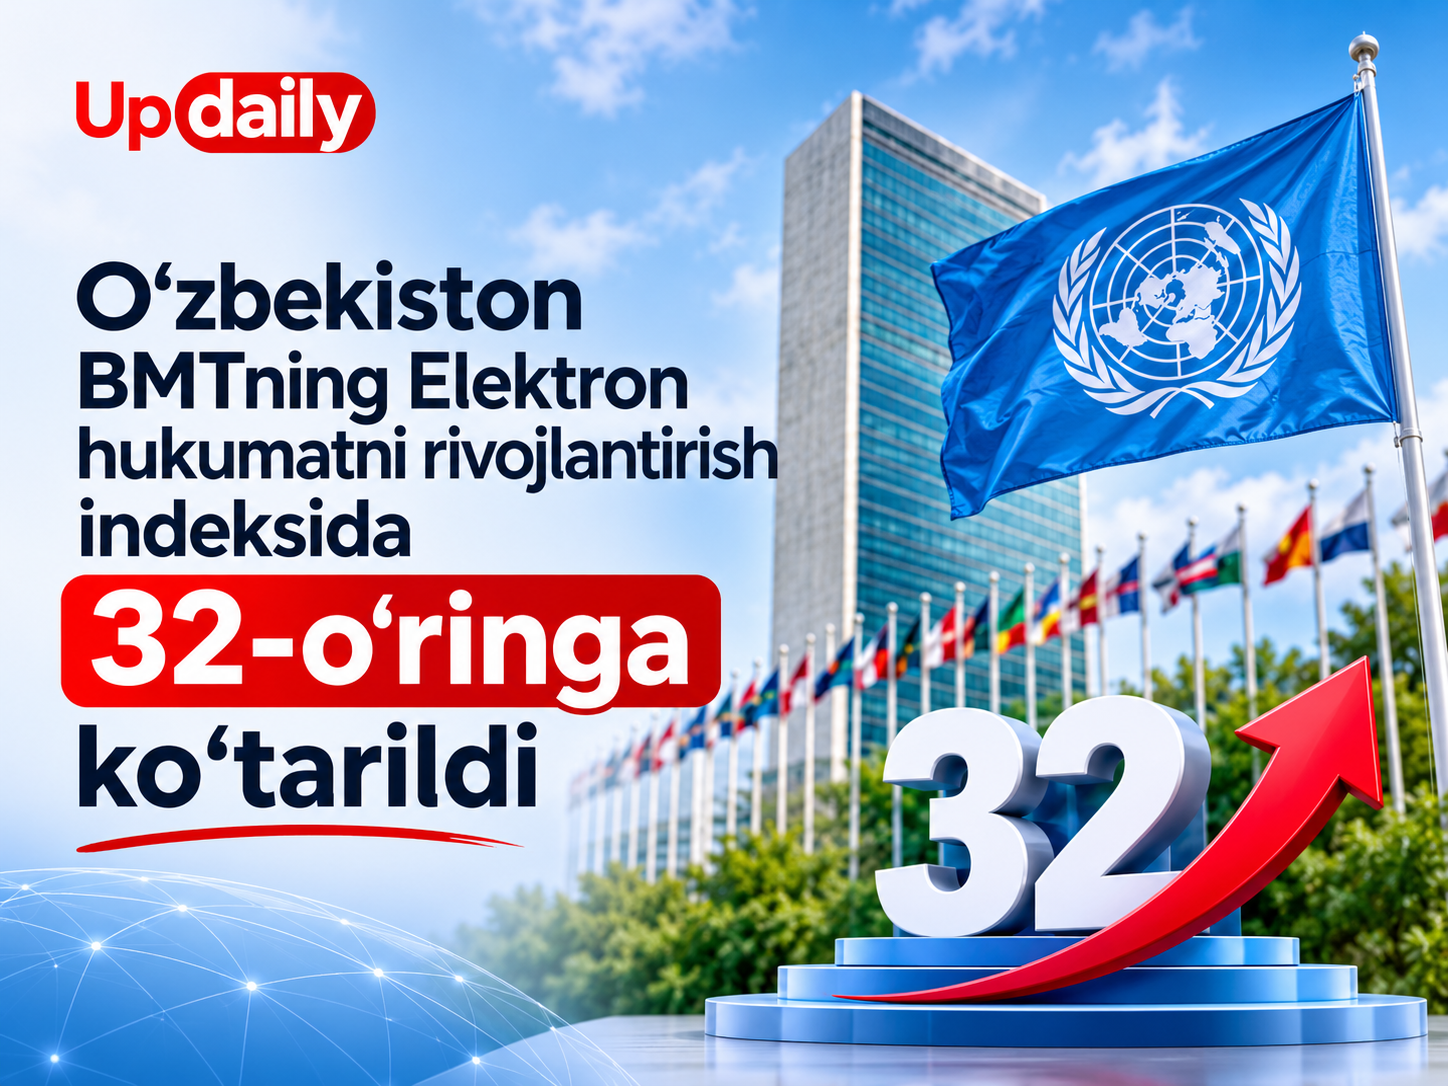 Updaily
O‘zbekiston
BMTning Elektron
hukumatni rivojlantirish
indeksida
32-o‘ringa
ko‘tarildi
32